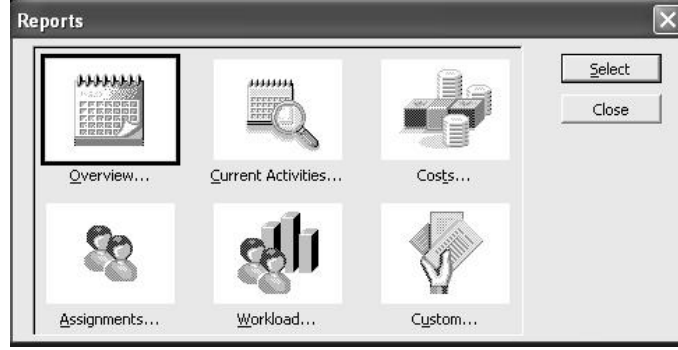 Reports
Select
Close
Overview...
Current Activities...
Costs...
Assignments...
Workload...
Custom...